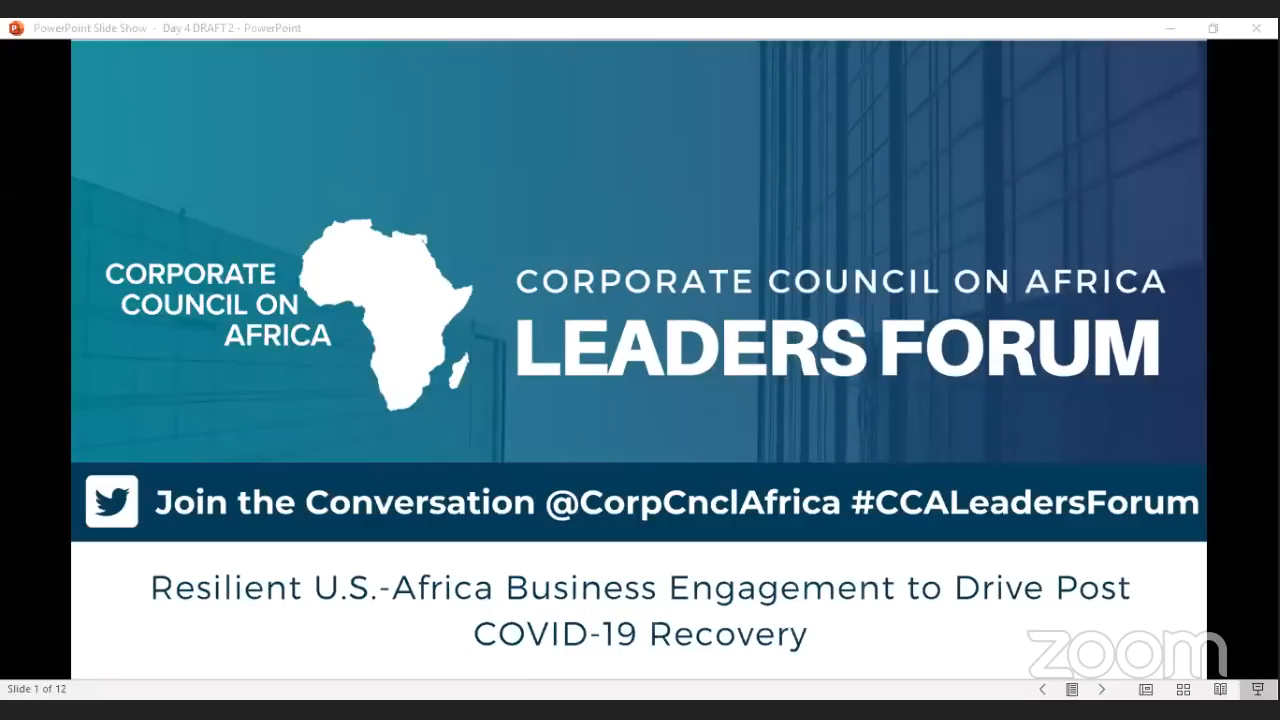 PowerPoint Slide Show - Day 4 DRAFT 2 - PowerPoint
CORPORATE
COUNCIL ON
AFRICA
CORPORATE COUNCIL ON AFRICA
LEADERS FORUM
Join the Conversation @CorpCnclAfrica #CCALeadersForum
Resilient U.S.-Africa Business Engagement to Drive Post
COVID-19 Recovery
zoom
Slide 1 of 12